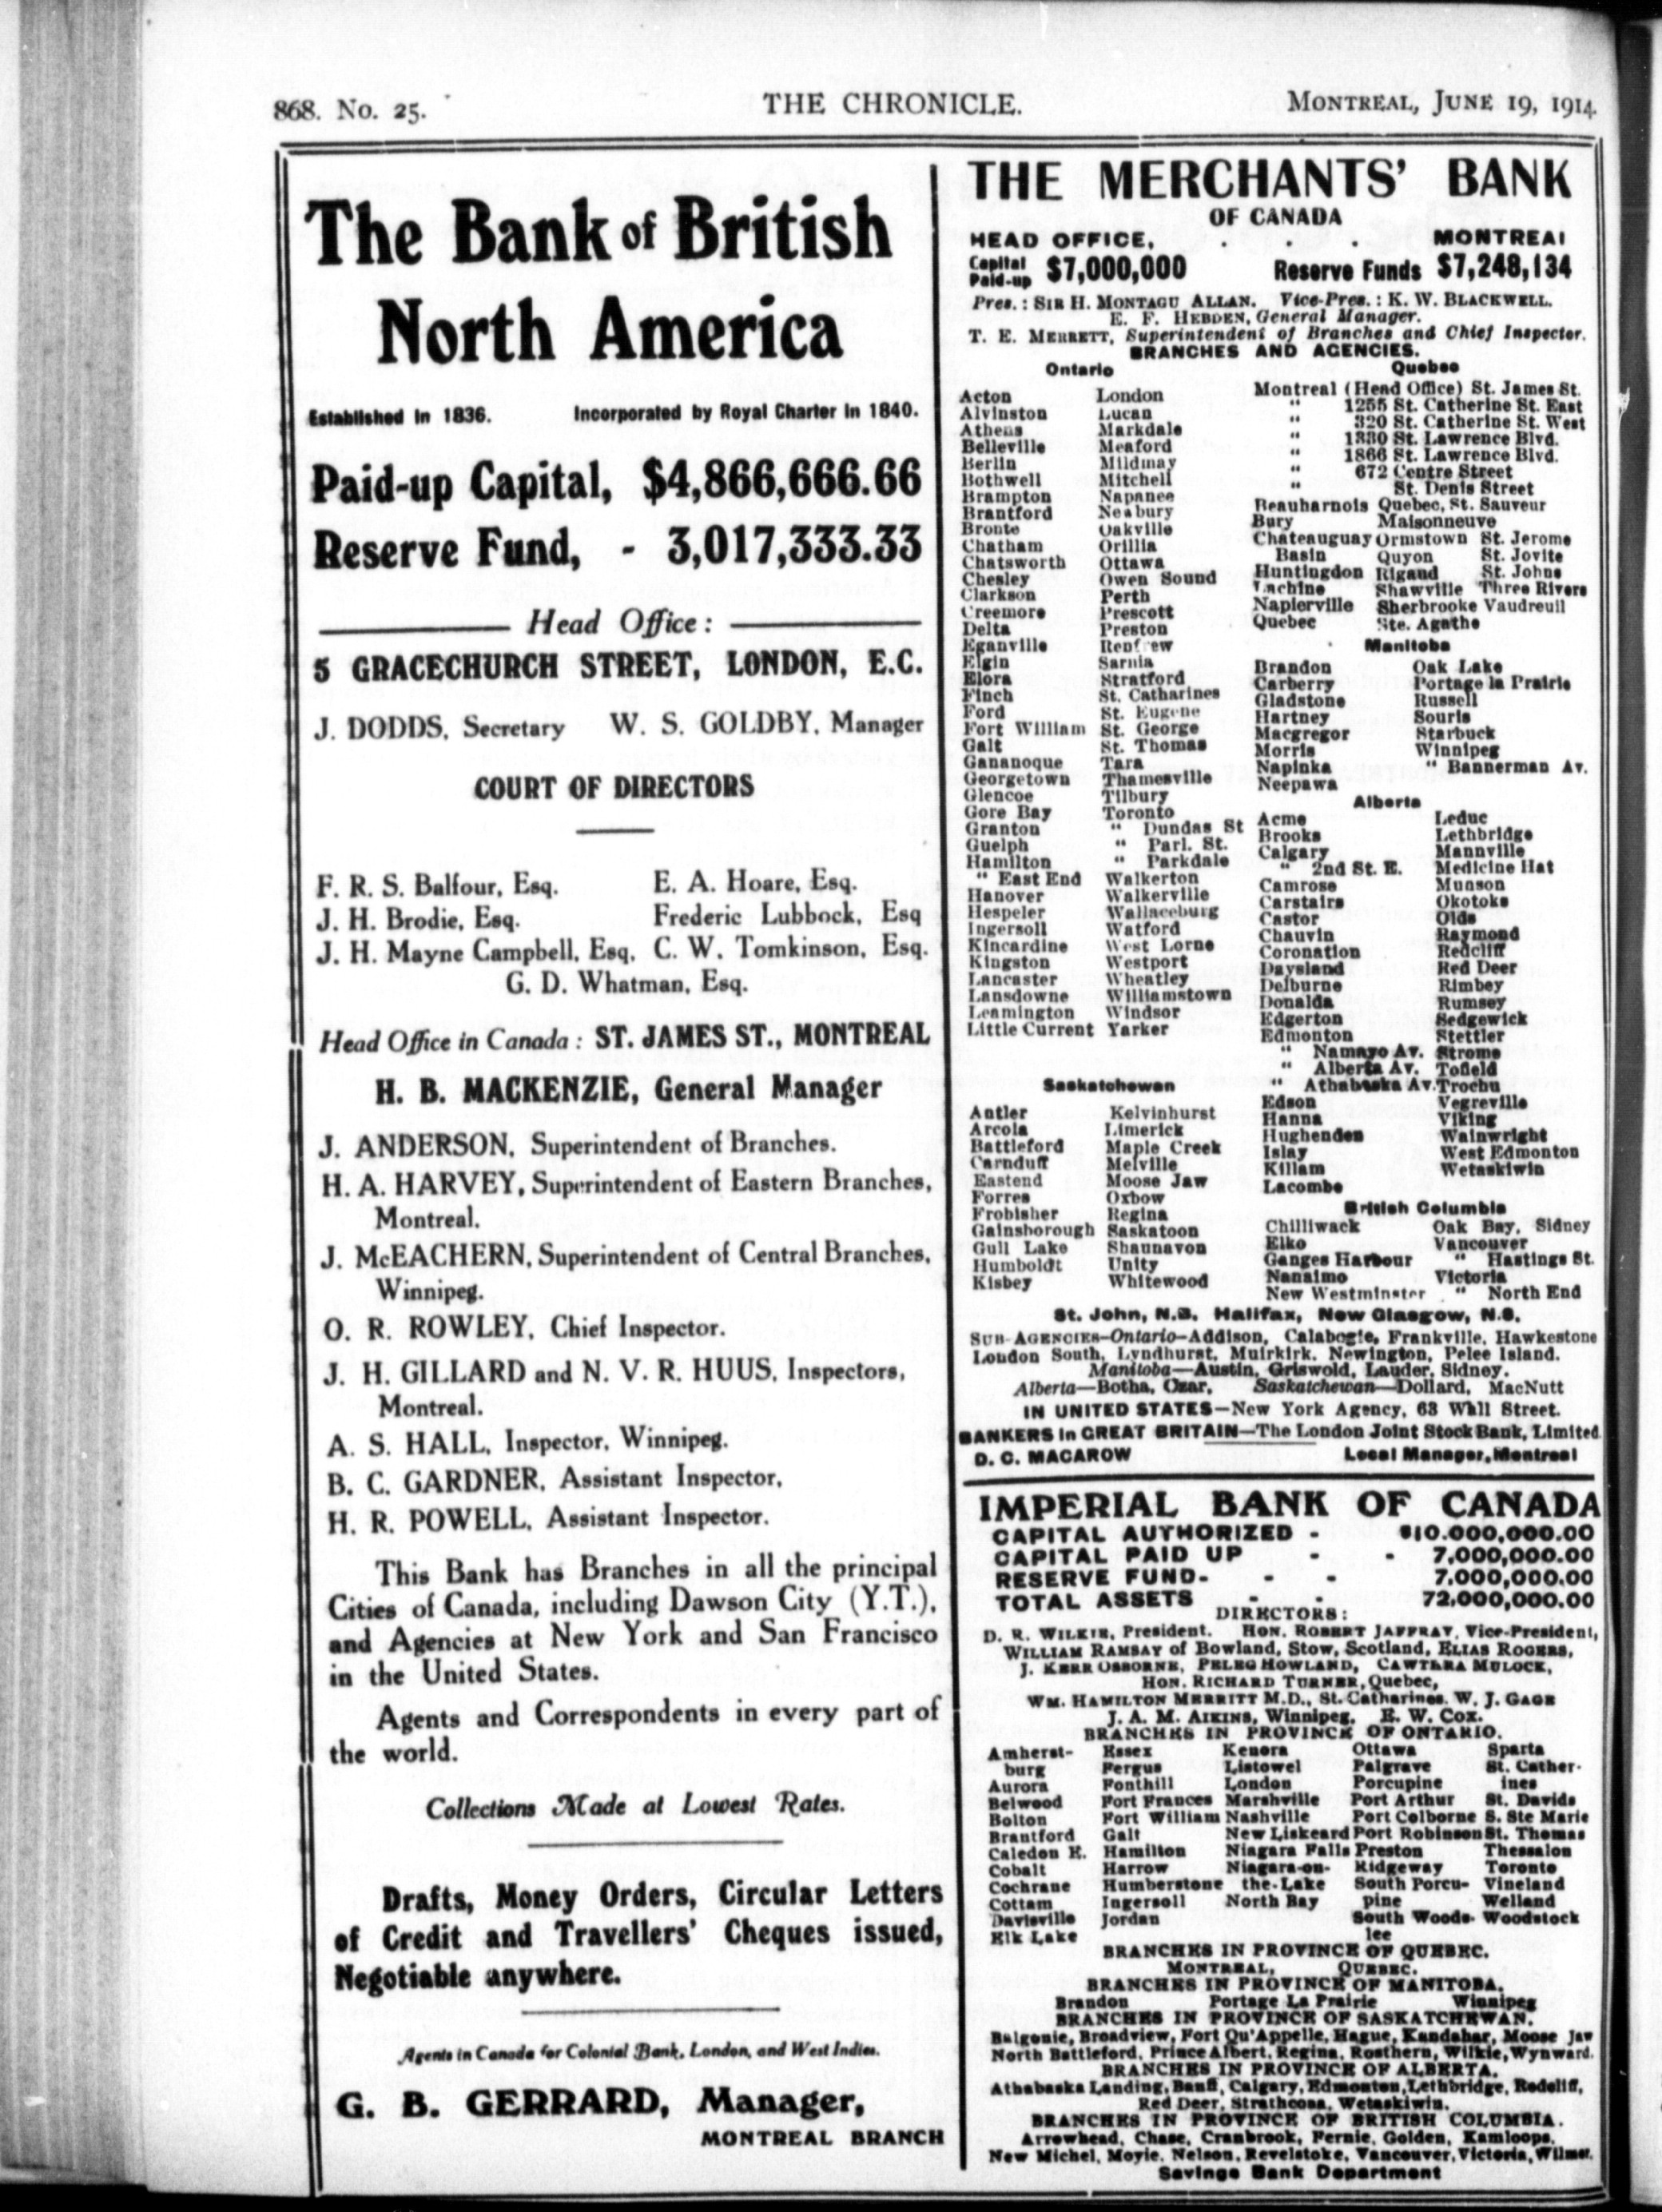 868. No. 25.
THE CHRONICLE.
MONTREAL, JUNE 19, 1914.
The Bank of British
North America
Established in 1836. Incorporated by Royal Charter in 1840.
Paid-up Capital, $4,866,666.66
Reserve Fund, - 3,017,333.33
Head Office:
5 GRACECHURCH STREET, LONDON, E.C.
J. DODDS, Secretary W. S. GOLDBY, Manager
COURT OF DIRECTORS
F. R. S. Balfour, Esq. E. A. Hoare, Esq.
J. H. Brodie, Esq. Frederic Lubbock, Esq
J. H. Mayne Campbell, Esq. C. W. Tomkinson, Esq.
G. D. Whatman, Esq.
Head Office in Canada: ST. JAMES ST., MONTREAL
H. B. MACKENZIE, General Manager
J. ANDERSON, Superintendent of Branches.
H. A. HARVEY, Superintendent of Eastern Branches,
Montreal.
J. McEACHERN, Superintendent of Central Branches,
Winnipeg.
O. R. ROWLEY, Chief Inspector.
J. H. GILLARD and N. V. R. HUUS, Inspectors,
Montreal.
A. S. HALL, Inspector, Winnipeg.
B. C. GARDNER, Assistant Inspector,
H. R. POWELL, Assistant Inspector.
This Bank has Branches in all the principal
Cities of Canada, including Dawson City (Y.T.),
and Agencies at New York and San Francisco
in the United States.
Agents and Correspondents in every part of
the world.
Collections Made at Lowest Rates.
Drafts, Money Orders, Circular Letters
of Credit and Travellers' Cheques issued,
Negotiable anywhere.
Agents in Canada for Colonial Bank, London, and West Indies.
G. B. GERRARD, Manager,
MONTREAL BRANCH
THE MERCHANTS' BANK
OF CANADA
HEAD OFFICE, . . . MONTREAL
Capital Paid-up $7,000,000 Reserve Funds $7,248,134
Pres.: SIR H. MONTAGU ALLAN. Vice-Pres.: K. W. BLACKWELL.
E. F. HEBDEN, General Manager.
T. E. MERRETT, Superintendent of Branches and Chief Inspector.
BRANCHES AND AGENCIES.
Ontario
Acton London
Alvinston Lucan
Athens Markdale
Belleville Meaford
Berlin Mildmay
Bothwell Mitchell
Brampton Napanee
Brantford Neabury
Bronte Oakville
Chatham Orillia
Chatsworth Ottawa
Chesley Owen Sound
Clarkson Perth
Creemore Prescott
Delta Preston
Eganville Renfrew
Elgin Sarnia
Elora Stratford
Finch St. Catharines
Ford St. Eugene
Fort William St. George
Galt St. Thomas
Gananoque Tara
Georgetown Thamesville
Glencoe Tilbury
Gore Bay Toronto
Granton " Dundas St
Guelph " Parl. St.
Hamilton " Parkdale
" East End Walkerton
Hanover Walkerville
Hespeler Wallaceburg
Ingersoll Watford
Kincardine West Lorne
Kingston Westport
Lancaster Wheatley
Lansdowne Williamstown
Leamington Windsor
Little Current Yarker
Saskatchewan
Antler Kelvinhurst
Arcola Limerick
Battleford Maple Creek
Carnduff Melville
Eastend Moose Jaw
Forres Oxbow
Frobisher Regina
Gainsborough Saskatoon
Gull Lake Shaunavon
Humboldt Unity
Kisbey Whitewood
Quebec
Montreal (Head Office) St. James St.
" 1255 St. Catherine St. East
" 320 St. Catherine St. West
" 1330 St. Lawrence Blvd.
" 1866 St. Lawrence Blvd.
" 672 Centre Street
" St. Denis Street
Beauharnois Quebec, St. Sauveur
Bury Maisonneuve
Chateauguay Ormstown St. Jerome
Basin Quyon St. Jovite
Huntingdon Rigaud St. Johns
Lachine Shawville Three Rivers
Napierville Sherbrooke Vaudreuil
Quebec Ste. Agathe
Manitoba
Brandon Oak Lake
Carberry Portage la Prairie
Gladstone Russell
Hartney Souris
Macgregor Starbuck
Morris Winnipeg
Napinka " Bannerman Av.
Neepawa
Alberta
Acme Leduc
Brooks Lethbridge
Calgary Mannville
" 2nd St. E. Medicine Hat
Camrose Munson
Carstairs Okotoks
Castor Olds
Chauvin Raymond
Coronation Redcliff
Daysland Red Deer
Delburne Rimbey
Donalda Rumsey
Edgerton Sedgewick
Edmonton Stettler
" Namayo Av. Strome
" Alberta Av. Tofield
" Athabaska Av. Trochu
Edson Vegreville
Hanna Viking
Hughenden Wainwright
Islay West Edmonton
Killam Wetaskiwin
Lacombe
British Columbia
Chilliwack Oak Bay, Sidney
Elko Vancouver
Ganges Harbour " Hastings St.
Nanaimo Victoria
New Westminster " North End
St. John, N.B. Halifax, New Glasgow, N.S.
SUB-AGENCIES—Ontario—Addison, Calabogie, Frankville, Hawkestone
London South, Lyndhurst, Muirkirk, Newington, Pelee Island.
Manitoba—Austin, Griswold, Lauder, Sidney.
Alberta—Botha, Czar, Saskatchewan—Dollard, MacNutt
IN UNITED STATES—New York Agency, 63 Wall Street.
BANKERS in GREAT BRITAIN—The London Joint Stock Bank, Limited
D. C. MACAROW Local Manager, Montreal
IMPERIAL BANK OF CANADA
CAPITAL AUTHORIZED - $10,000,000.00
CAPITAL PAID UP - - 7,000,000.00
RESERVE FUND- - - 7,000,000.00
TOTAL ASSETS - - 72,000,000.00
DIRECTORS:
D. R. WILKIE, President. HON. ROBERT JAFFRAY, Vice-President,
WILLIAM RAMSAY of Bowland, Stow, Scotland, ELIAS ROGERS,
J. KERR OSBORNE, PELEG HOWLAND, CAWTHRA MULOCK,
HON. RICHARD TURNER, Quebec,
WM. HAMILTON MERRITT M.D., St. Catharines. W. J. GAGE
J. A. M. AIKINS, Winnipeg. E. W. COX.
BRANCHES IN PROVINCE OF ONTARIO.
Amherst- Essex Kenora Ottawa Sparta
burg Fergus Listowel Palgrave St. Cather-
Aurora Fonthill London Porcupine ines
Belwood Fort Frances Marshville Port Arthur St. Davids
Bolton Fort William Nashville Port Colborne S. Ste Marie
Brantford Galt New Liskeard Port Robinson St. Thomas
Caledon E. Hamilton Niagara Falls Preston Thessalon
Cobalt Harrow Niagara-on- Ridgeway Toronto
Cochrane Humberstone the-Lake South Porcu- Vineland
Cottam Ingersoll North Bay pine Welland
Davisville Jordan South Woods- Woodstock
Elk Lake lee
BRANCHES IN PROVINCE OF QUEBEC.
MONTREAL, QUEBEC.
BRANCHES IN PROVINCE OF MANITOBA.
Brandon Portage La Prairie Winnipeg
BRANCHES IN PROVINCE OF SASKATCHEWAN.
Balgonie, Broadview, Fort Qu'Appelle, Hague, Kandahar, Moose Jaw
North Battleford, Prince Albert, Regina, Rosthern, Wilkie, Wynward.
BRANCHES IN PROVINCE OF ALBERTA.
Athabaska Landing, Banff, Calgary, Edmonton, Lethbridge, Redcliff,
Red Deer, Strathcona, Wetaskiwin.
BRANCHES IN PROVINCE OF BRITISH COLUMBIA.
Arrowhead, Chase, Cranbrook, Fernie, Golden, Kamloops,
New Michel, Moyie, Nelson, Revelstoke, Vancouver, Victoria, Wilmer.
Savings Bank Department